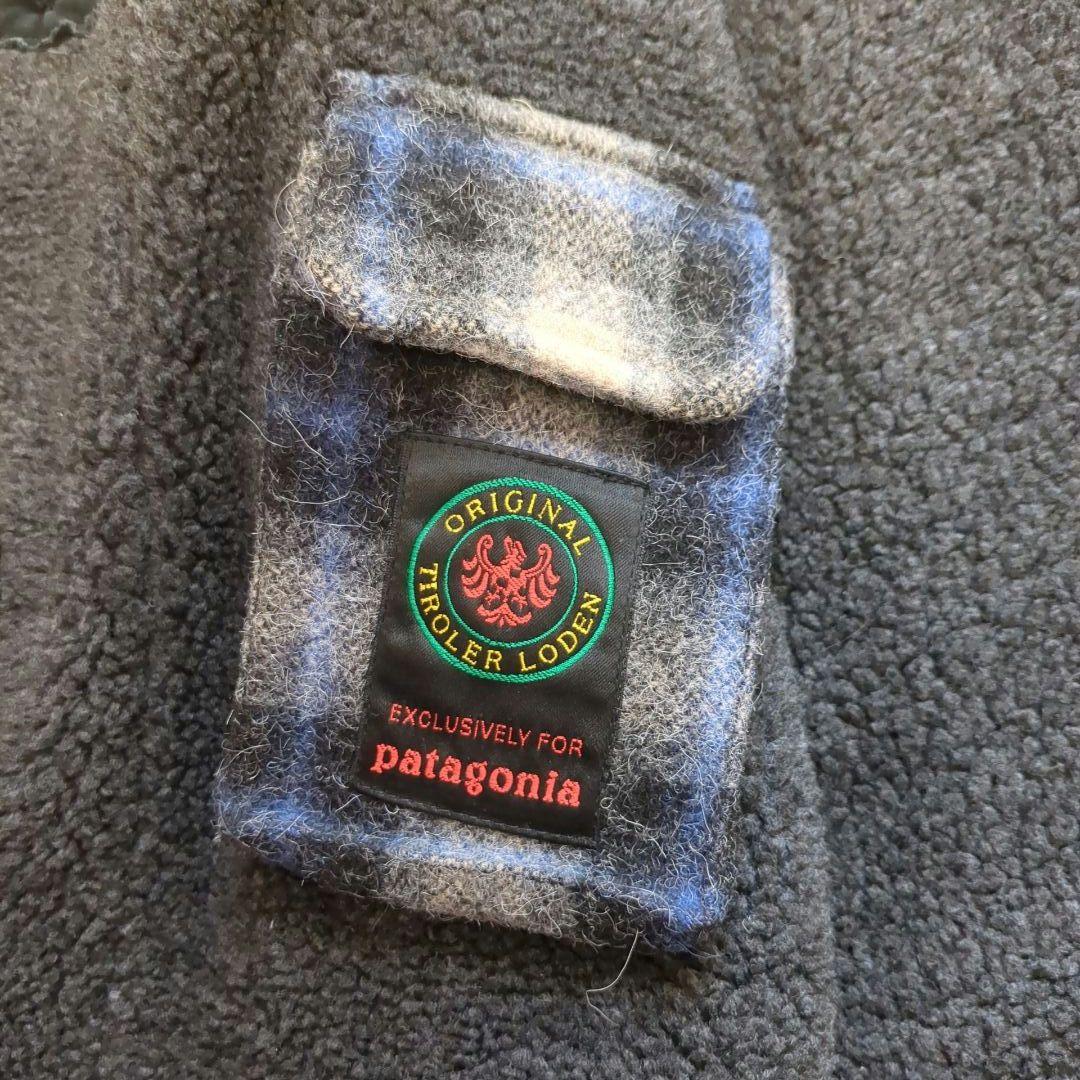 ORIGINAL
TIROLER LODEN
EXCLUSIVELY FOR
patagonia